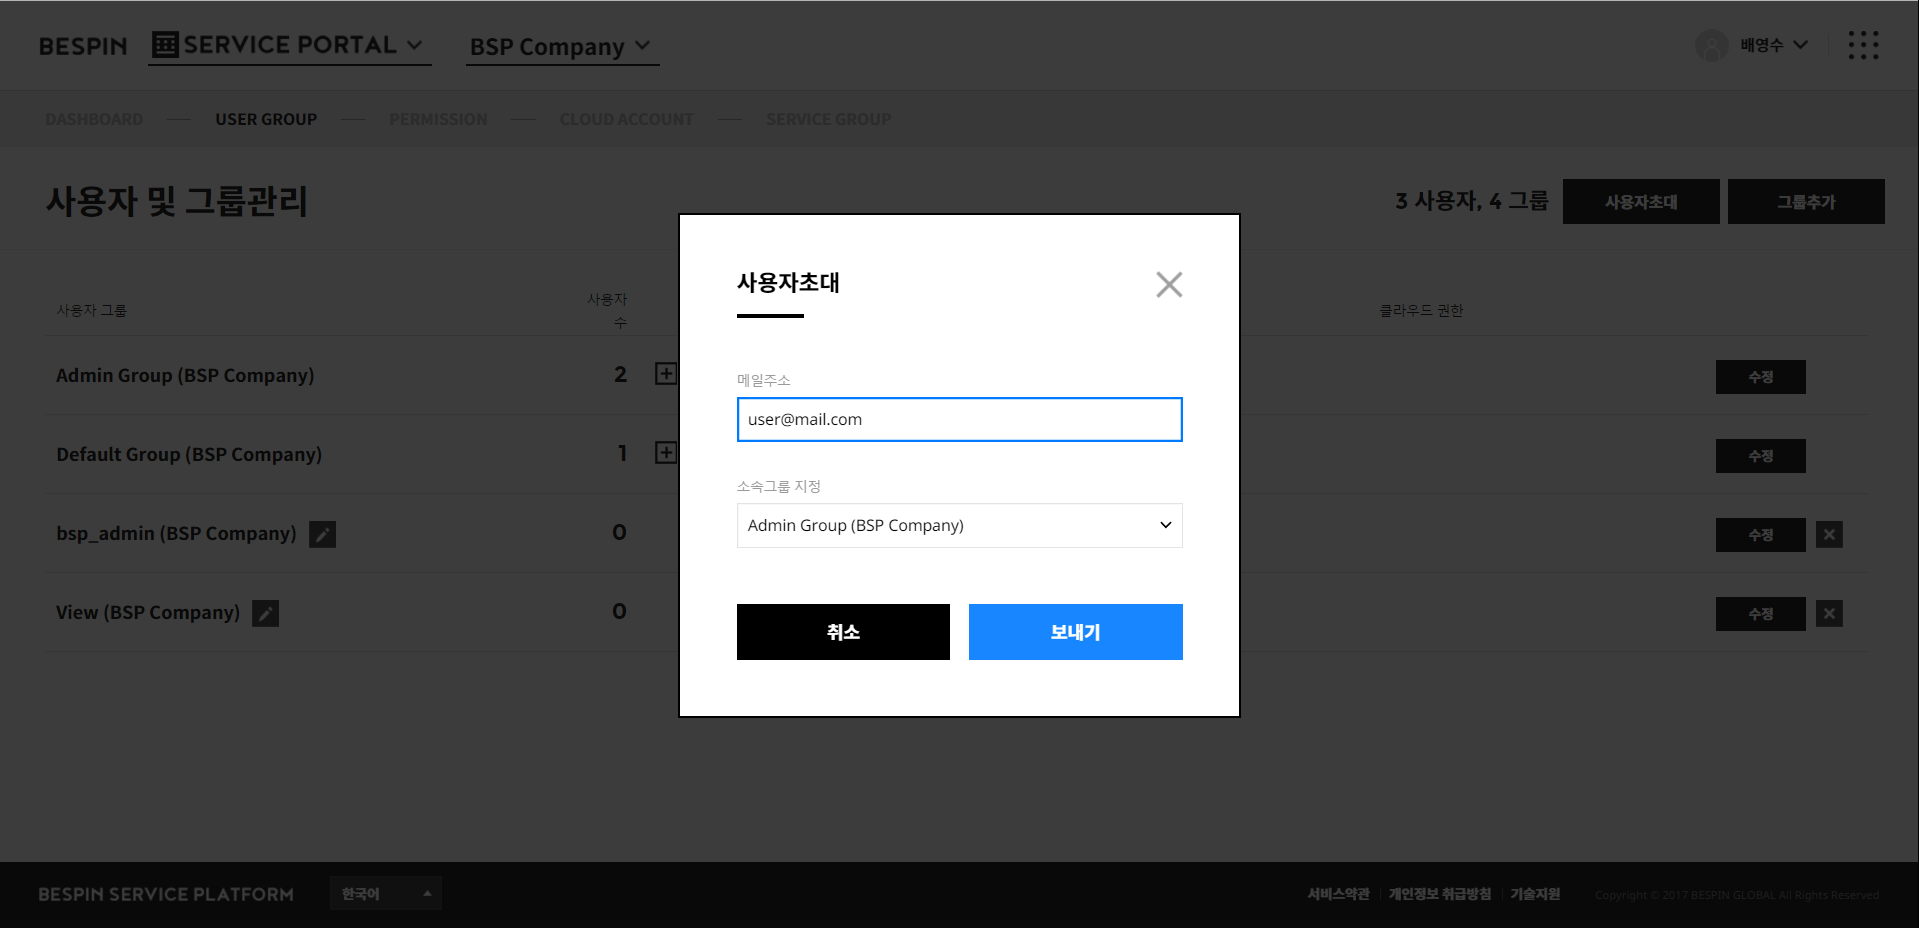 BESPIN SERVICE PORTAL BSP Company 배영수
DASHBOARD USER GROUP PERMISSION CLOUD ACCOUNT SERVICE GROUP
사용자 및 그룹관리
3 사용자, 4 그룹 사용자초대 그룹추가
사용자 그룹
사용자
수
클라우드 권한
Admin Group (BSP Company) 2 수정
Default Group (BSP Company) 1 수정
bsp_admin (BSP Company) 0 수정
View (BSP Company) 0 수정
사용자초대
메일주소
user@mail.com
소속그룹 지정
Admin Group (BSP Company)
취소 보내기
BESPIN SERVICE PLATFORM 한국어
서비스약관 개인정보 취급방침 기술지원 Copyright © 2017 BESPIN GLOBAL All Rights Reserved